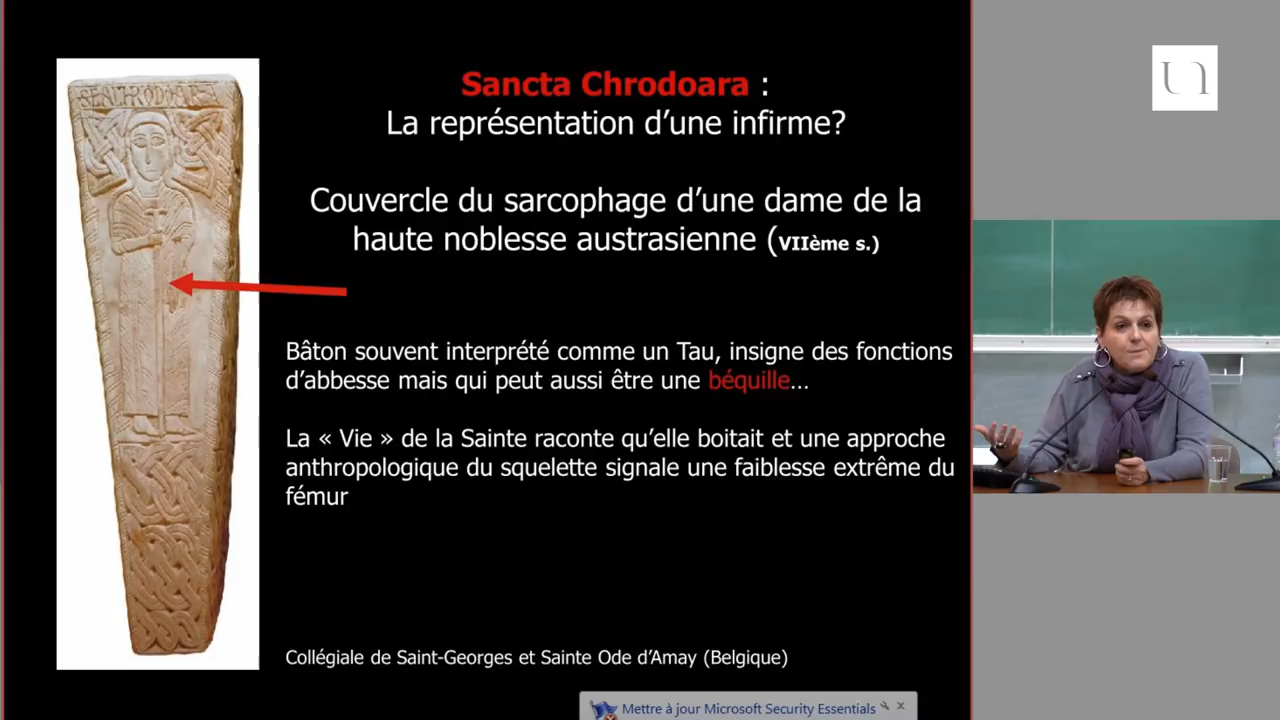 Sancta Chrodoara :
La représentation d’une infirme?
Couvercle du sarcophage d’une dame de la
haute noblesse austrasienne (VIIème s.)
Bâton souvent interprété comme un Tau, insigne des fonctions
d’abbesse mais qui peut aussi être une béquille...
La « Vie » de la Sainte raconte qu’elle boitait et une approche
anthropologique du squelette signale une faiblesse extrême du
fémur
Collégiale de Saint-Georges et Sainte Ode d’Amay (Belgique)
Mettre à jour Microsoft Security Essentials